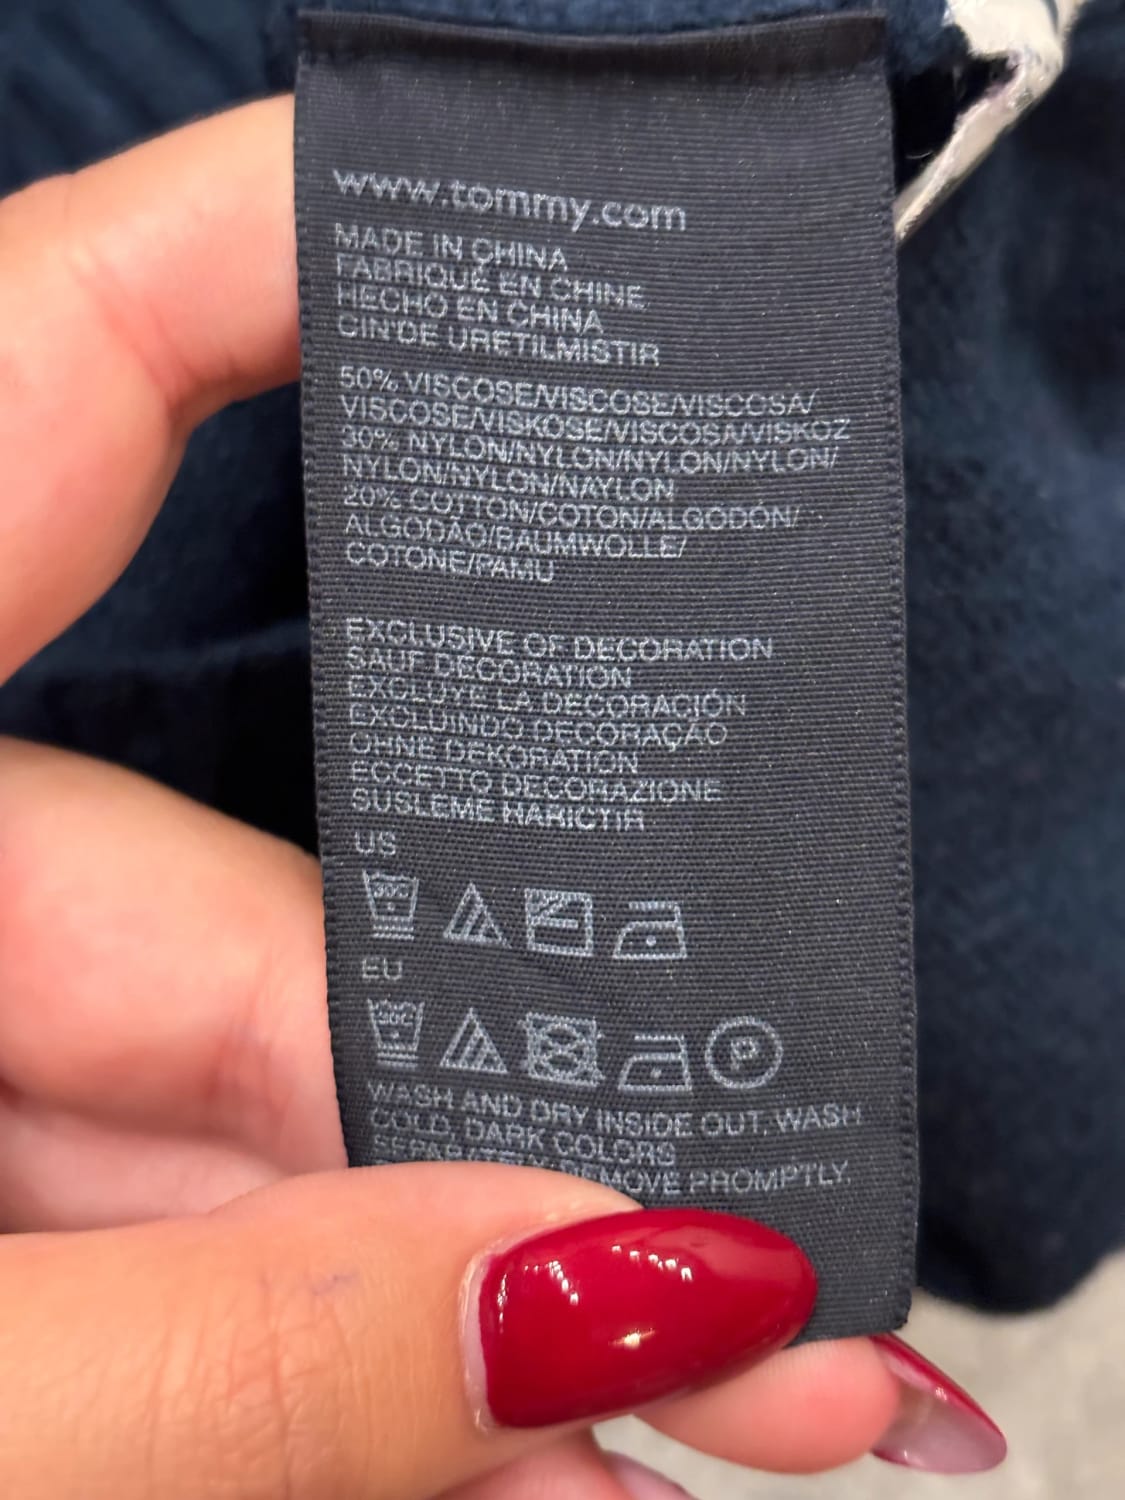 www.tommy.com
MADE IN CHINA
FABRIQUÉ EN CHINE
HECHO EN CHINA
CIN'DE URETILMISTIR
50% VISCOSE/VISCOSE/VISCOSA/
VISCOSE/VISKOSE/VISCOSA/VISKOZ
30% NYLON/NYLON/NYLON/NYLON/
NYLON/NYLON/NAYLON
20% COTTON/COTON/ALGODÓN/
ALGODÃO/BAUMWOLLE/
COTONE/PAMU
EXCLUSIVE OF DECORATION
SAUF DÉCORATION
EXCLUYE LA DECORACIÓN
EXCLUINDO DECORAÇÃO
OHNE DEKORATION
ECCETTO DECORAZIONE
SUSLEME HARICTIR
US
30C
EU
30C P
WASH AND DRY INSIDE OUT, WASH
COLD, DARK COLORS
REMOVE PROMPTLY.